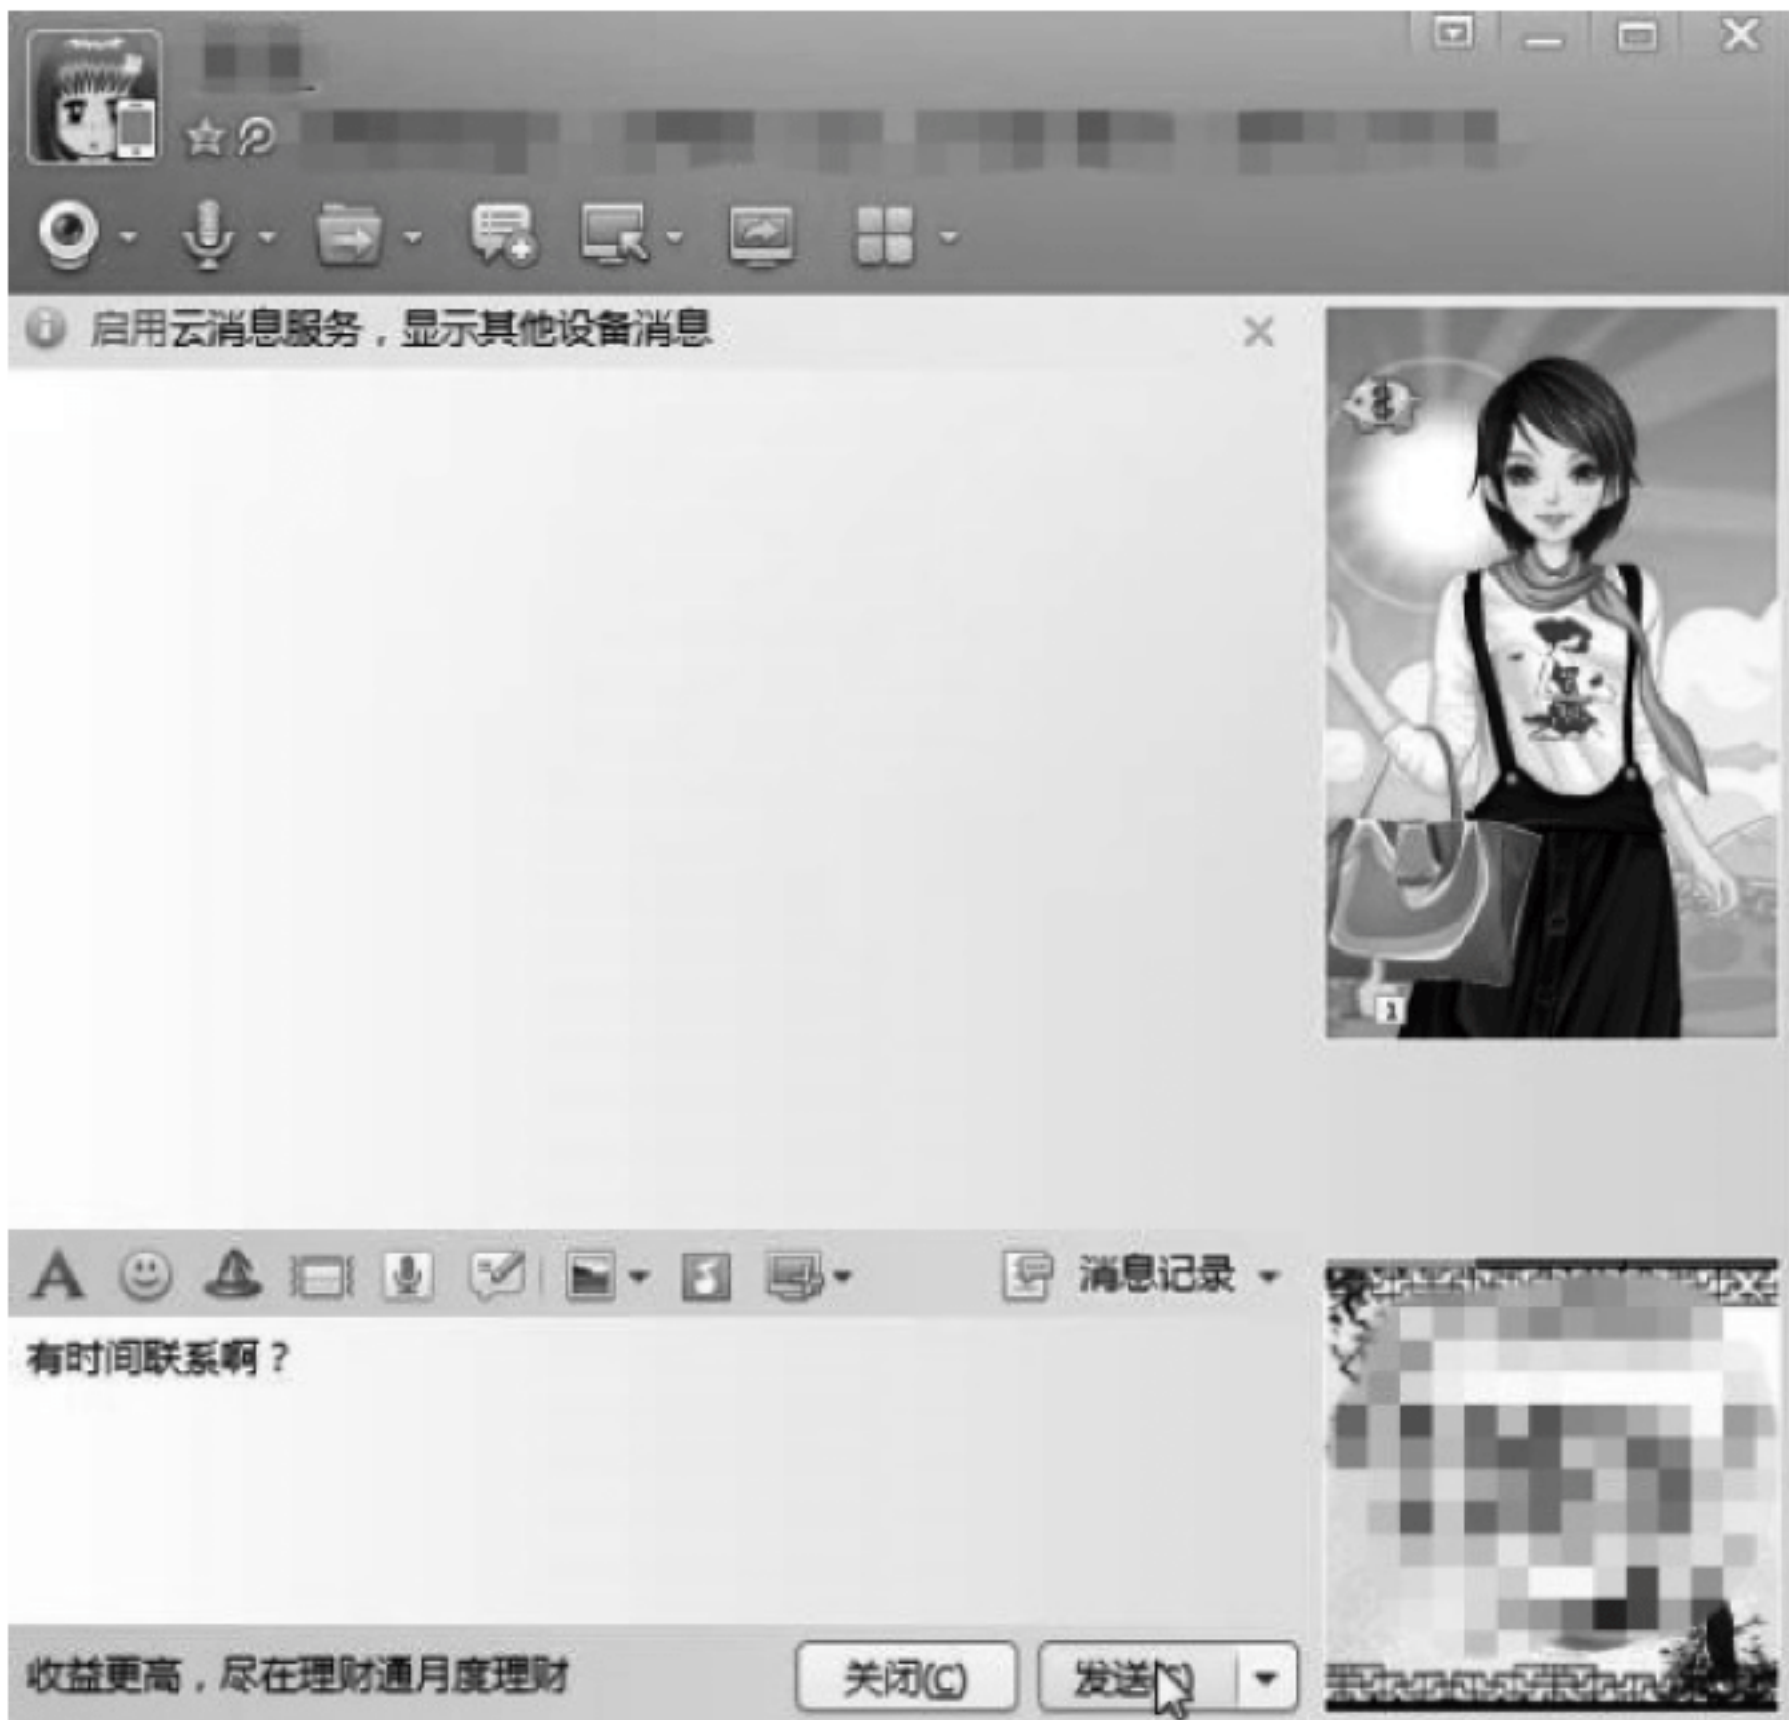 启用云消息服务，显示其他设备消息
1
消息记录
有时间联系啊？
收益更高，尽在理财通月度理财
关闭(C)
发送